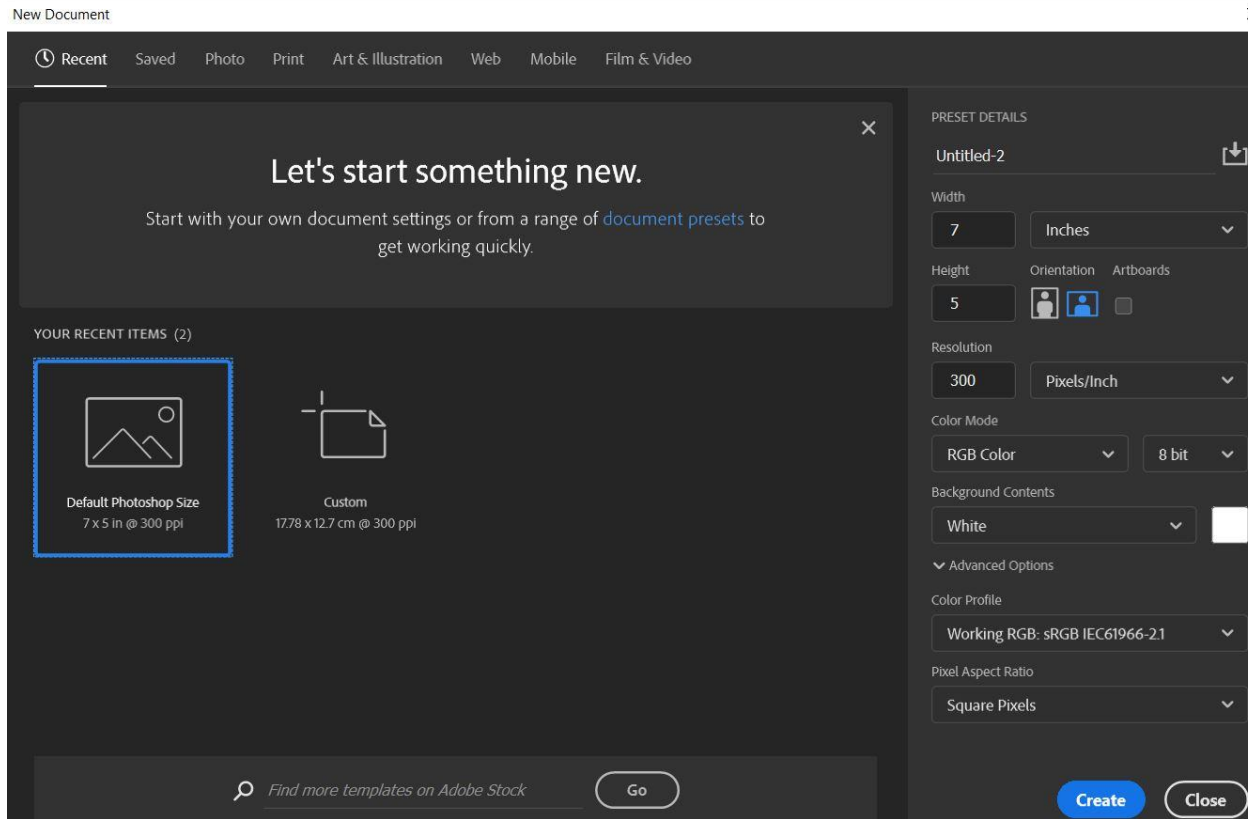 New Document
Recent Saved Photo Print Art & Illustration Web Mobile Film & Video
Let's start something new.
Start with your own document settings or from a range of document presets to
get working quickly.
YOUR RECENT ITEMS (2)
Default Photoshop Size
7 x 5 in @ 300 ppi
Custom
17.78 x 12.7 cm @ 300 ppi
Find more templates on Adobe Stock
Go
PRESET DETAILS
Untitled-2
Width
7 Inches
Height Orientation Artboards
5
Resolution
300 Pixels/Inch
Color Mode
RGB Color 8 bit
Background Contents
White
Advanced Options
Color Profile
Working RGB: sRGB IEC61966-2.1
Pixel Aspect Ratio
Square Pixels
Create Close